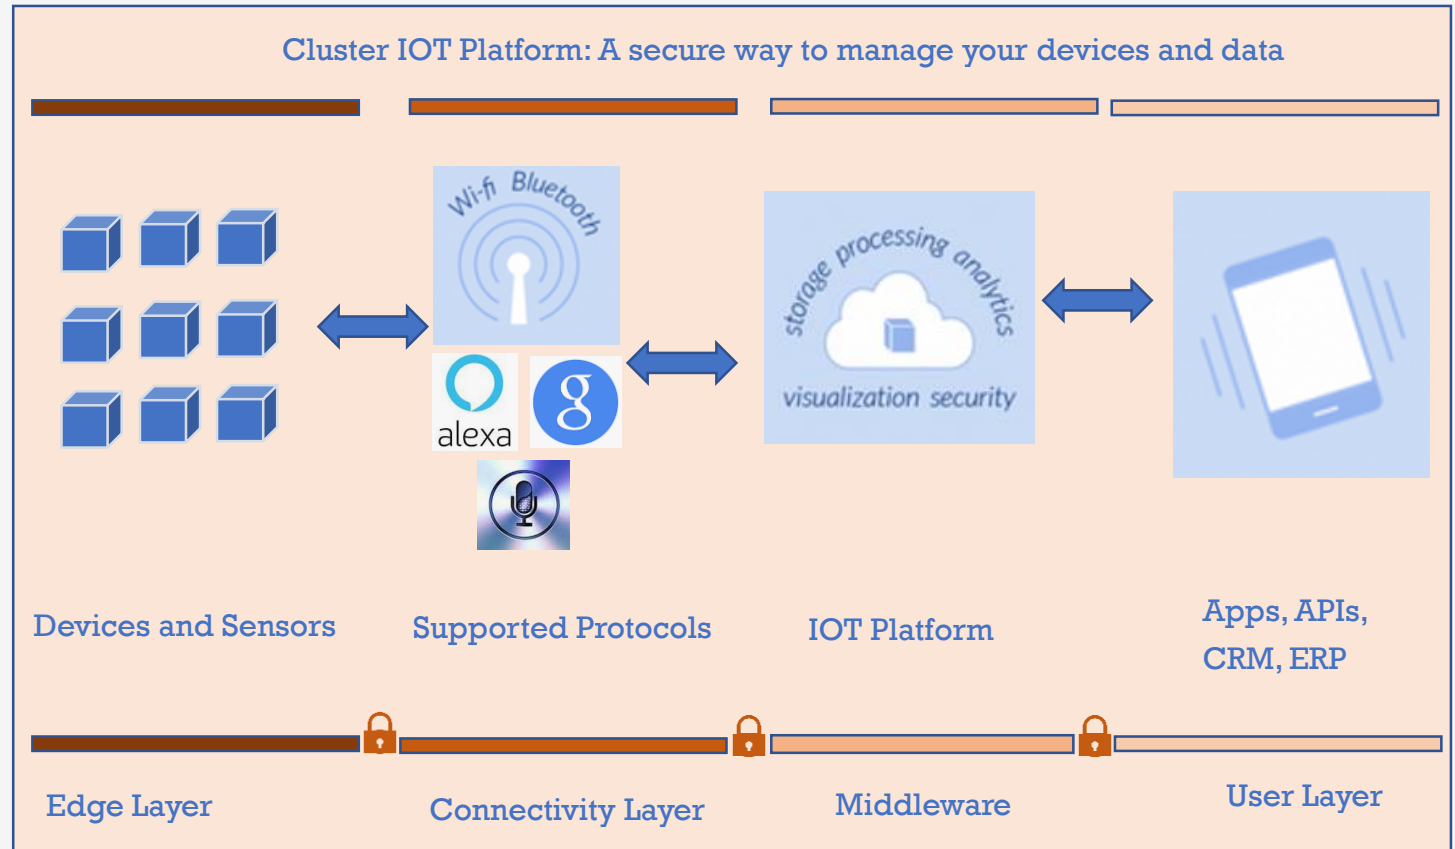 Cluster IOT Platform: A secure way to manage your devices and data
Wi-fi Bluetooth
alexa
g
storage processing analytics
visualization security
Devices and Sensors
Supported Protocols
IOT Platform
Apps, APIs,
CRM, ERP
Edge Layer
Connectivity Layer
Middleware
User Layer